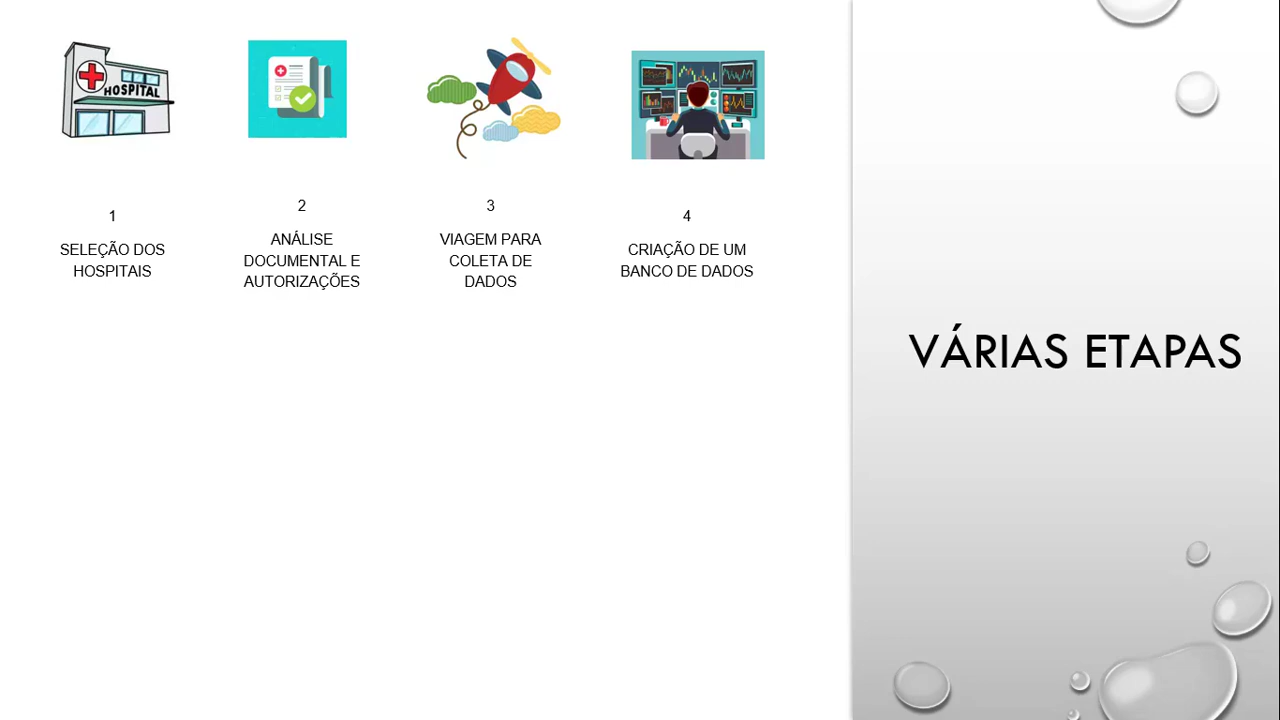 HOSPITAL
1
SELEÇÃO DOS
HOSPITAIS
2
ANÁLISE
DOCUMENTAL E
AUTORIZAÇÕES
3
VIAGEM PARA
COLETA DE
DADOS
4
CRIAÇÃO DE UM
BANCO DE DADOS
VÁRIAS ETAPAS